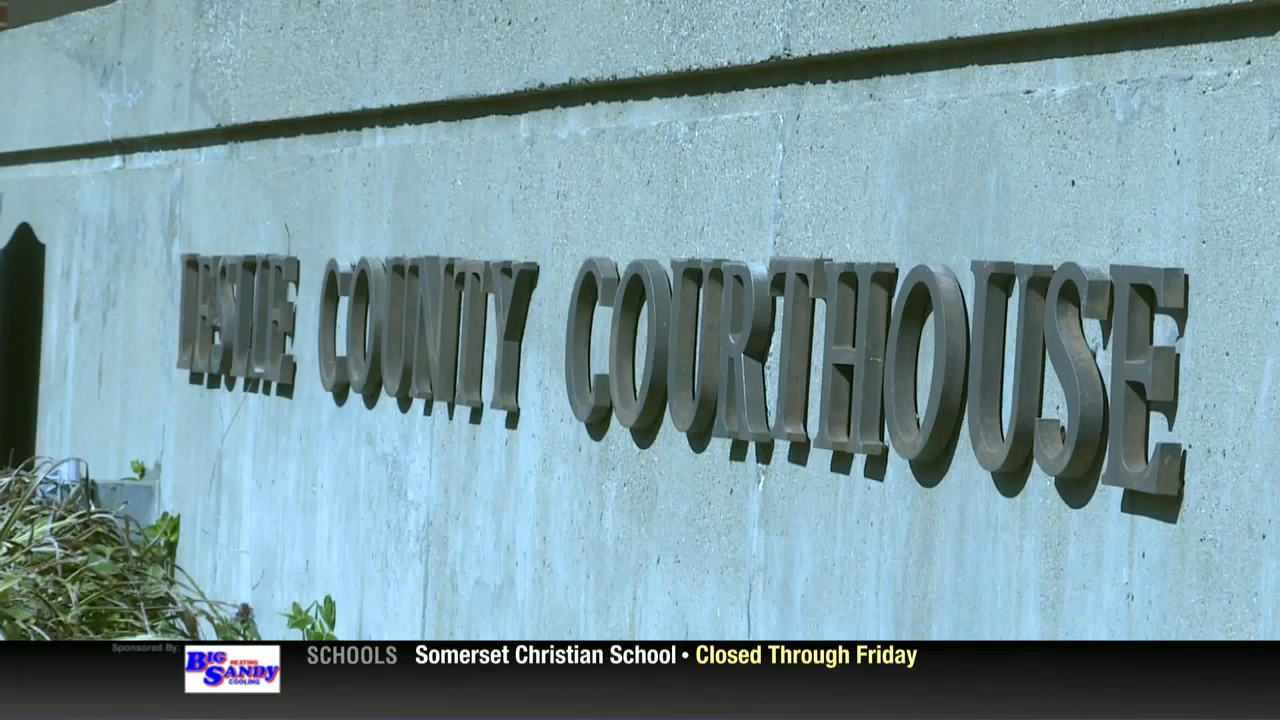 LESLIE COUNTY COURTHOUSE
Sponsored By:
BIG SANDY
HEATING
COOLING
SCHOOLS Somerset Christian School • Closed Through Friday